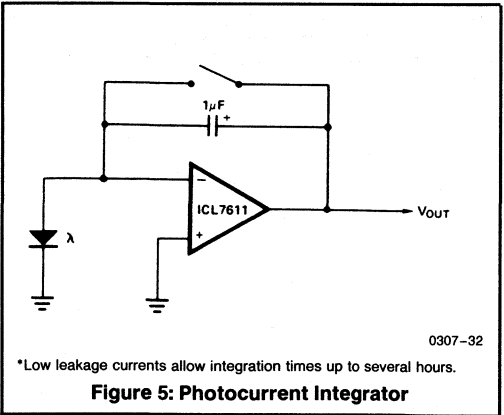 1μF
+
−
ICL7611
+
VOUT
λ
0307-32
*Low leakage currents allow integration times up to several hours.
Figure 5: Photocurrent Integrator